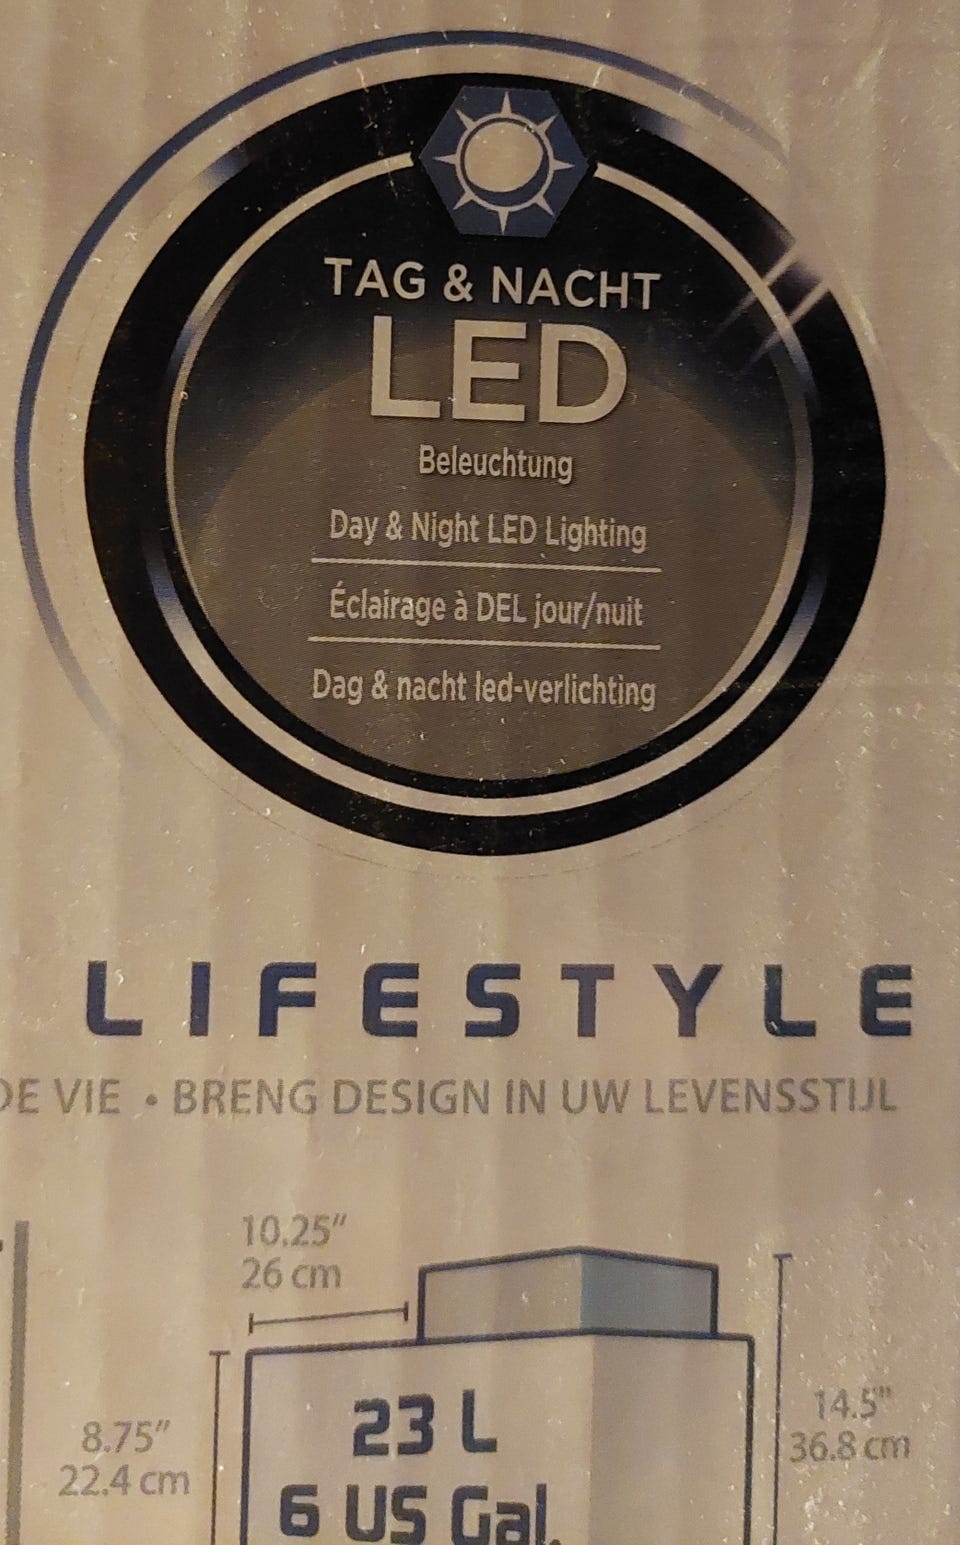 TAG & NACHT
LED
Beleuchtung
Day & Night LED Lighting
Éclairage à DEL jour/nuit
Dag & nacht led-verlichting
LIFESTYLE
DE VIE • BRENG DESIGN IN UW LEVENSSTIJL
10.25"
26 cm
23 L
6 US Gal.
8.75"
22.4 cm
14.5"
36.8 cm